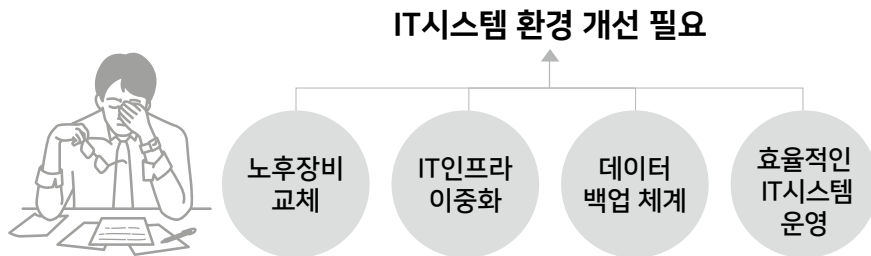 IT시스템 환경 개선 필요
노후장비
교체
IT인프라
이중화
데이터
백업 체계
효율적인
IT시스템
운영